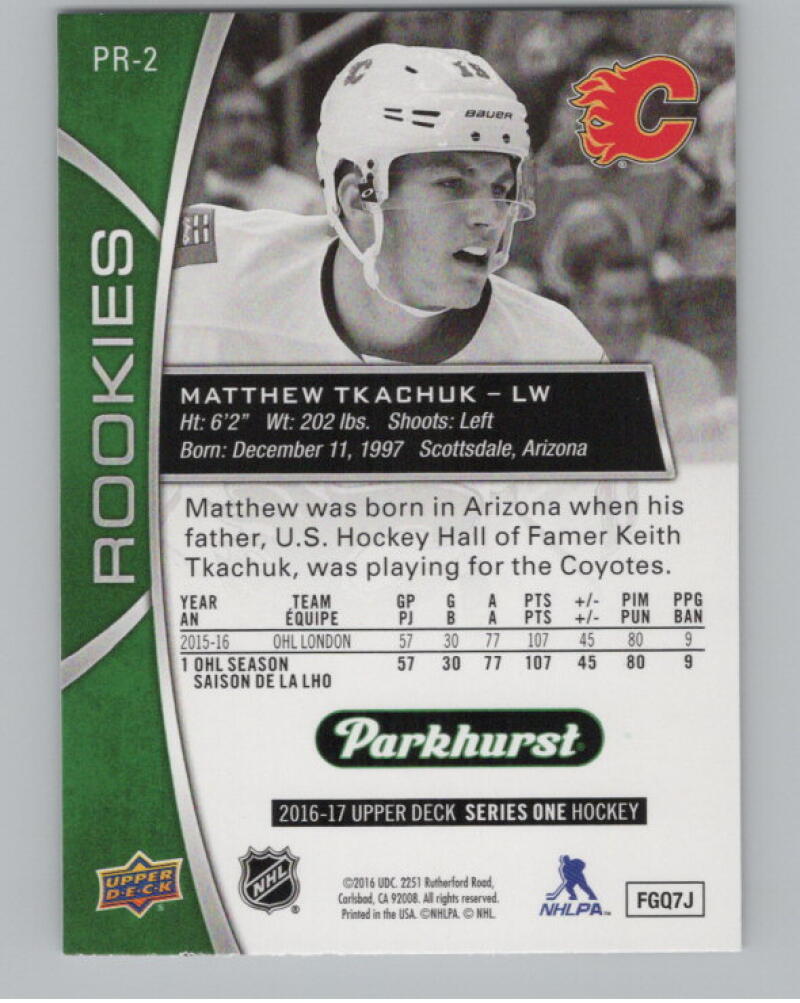 PR-2
C
19
BAUER
C
ROOKIES
MATTHEW TKACHUK – LW
Ht: 6'2" Wt: 202 lbs. Shoots: Left
Born: December 11, 1997 Scottsdale, Arizona
Matthew was born in Arizona when his
father, U.S. Hockey Hall of Famer Keith
Tkachuk, was playing for the Coyotes.
YEAR TEAM GP G A PTS +/- PIM PPG
AN ÉQUIPE PJ B A PTS +/- PUN BAN
2015-16 OHL LONDON 57 30 77 107 45 80 9
1 OHL SEASON 57 30 77 107 45 80 9
SAISON DE LA LHO
Parkhurst
2016-17 UPPER DECK SERIES ONE HOCKEY
UPPER
D·E·C·K
NHL
©2016 UDC. 2251 Rutherford Road,
Carlsbad, CA 92008. All rights reserved.
Printed in the USA. ©NHLPA. © NHL.
NHLPA™
FGQ7J